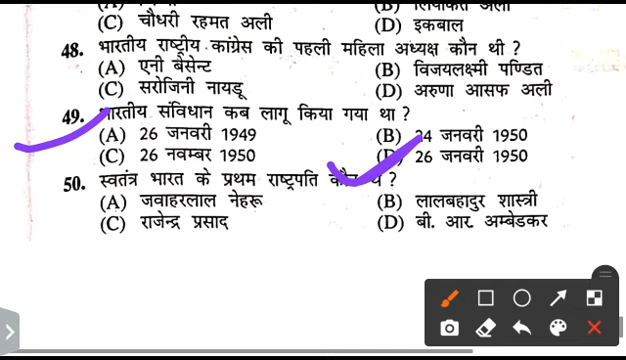 (C) चौधरी रहमत अली (D) इकबाल
48. भारतीय राष्ट्रीय कांग्रेस की पहली महिला अध्यक्ष कौन थी ?
(A) एनी बैसेन्ट (B) विजयलक्ष्मी पण्डित
(C) सरोजिनी नायडू (D) अरुणा आसफ अली
49. भारतीय संविधान कब लागू किया गया था ?
(A) 26 जनवरी 1949 (B) 24 जनवरी 1950
(C) 26 नवम्बर 1950 (D) 26 जनवरी 1950
50. स्वतंत्र भारत के प्रथम राष्ट्रपति कौन थे ?
(A) जवाहरलाल नेहरू (B) लालबहादुर शास्त्री
(C) राजेन्द्र प्रसाद (D) बी. आर. अम्बेडकर